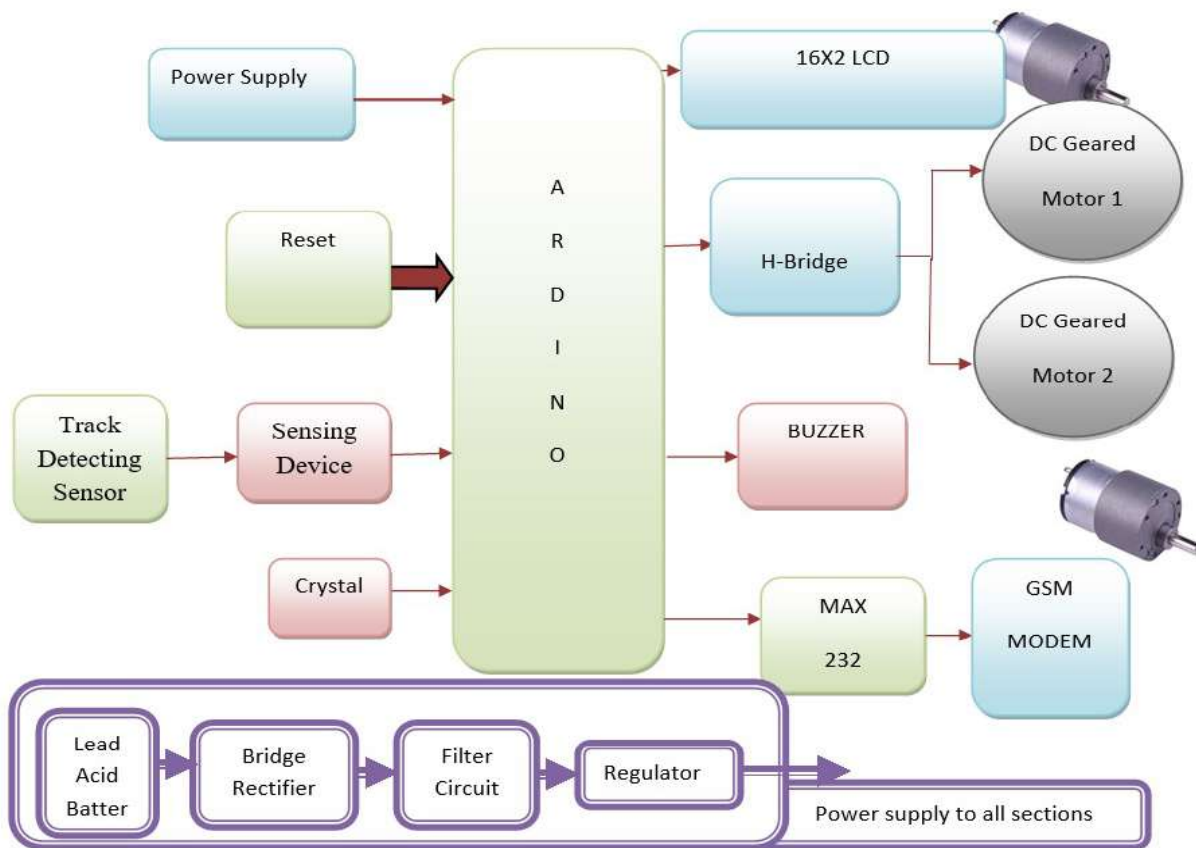 Power Supply
16X2 LCD
DC Geared
Motor 1
A
R
D
I
N
O
Reset
H-Bridge
DC Geared
Motor 2
Track
Detecting
Sensor
Sensing
Device
BUZZER
Crystal
MAX
232
GSM
MODEM
Lead
Acid
Batter
Bridge
Rectifier
Filter
Circuit
Regulator
Power supply to all sections